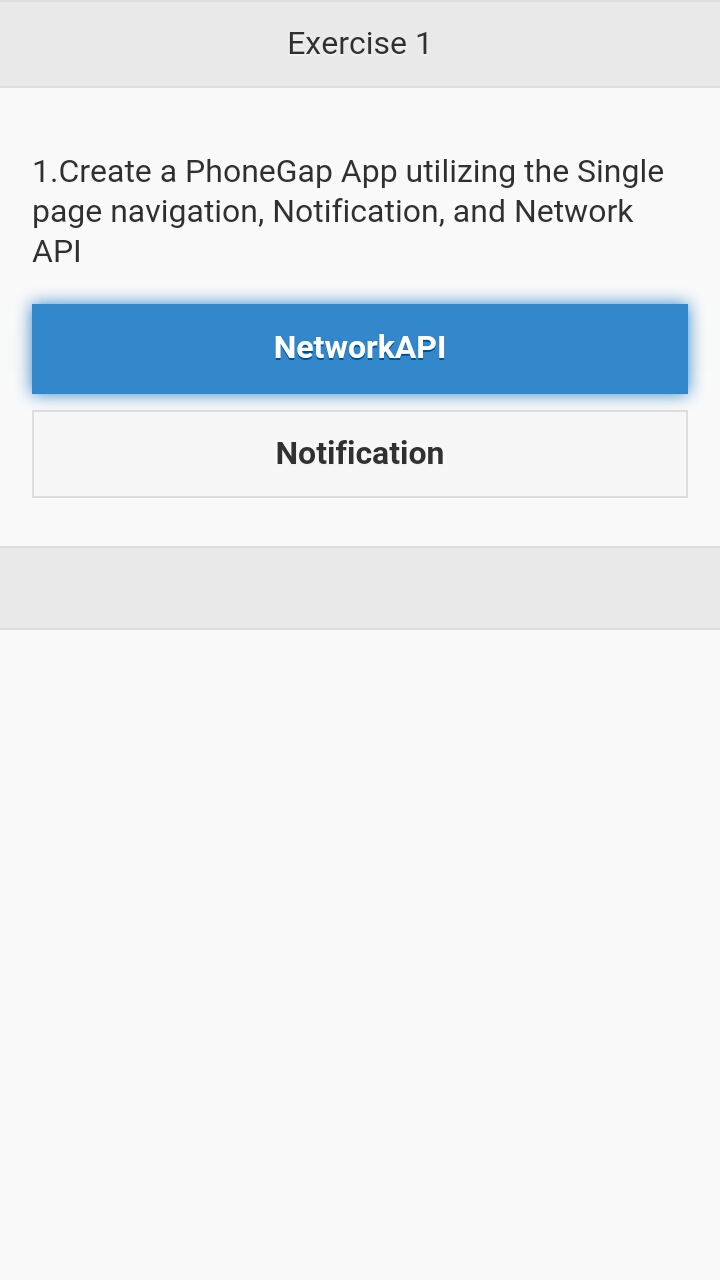 Exercise 1
1.Create a PhoneGap App utilizing the Single
page navigation, Notification, and Network
API
NetworkAPI
Notification